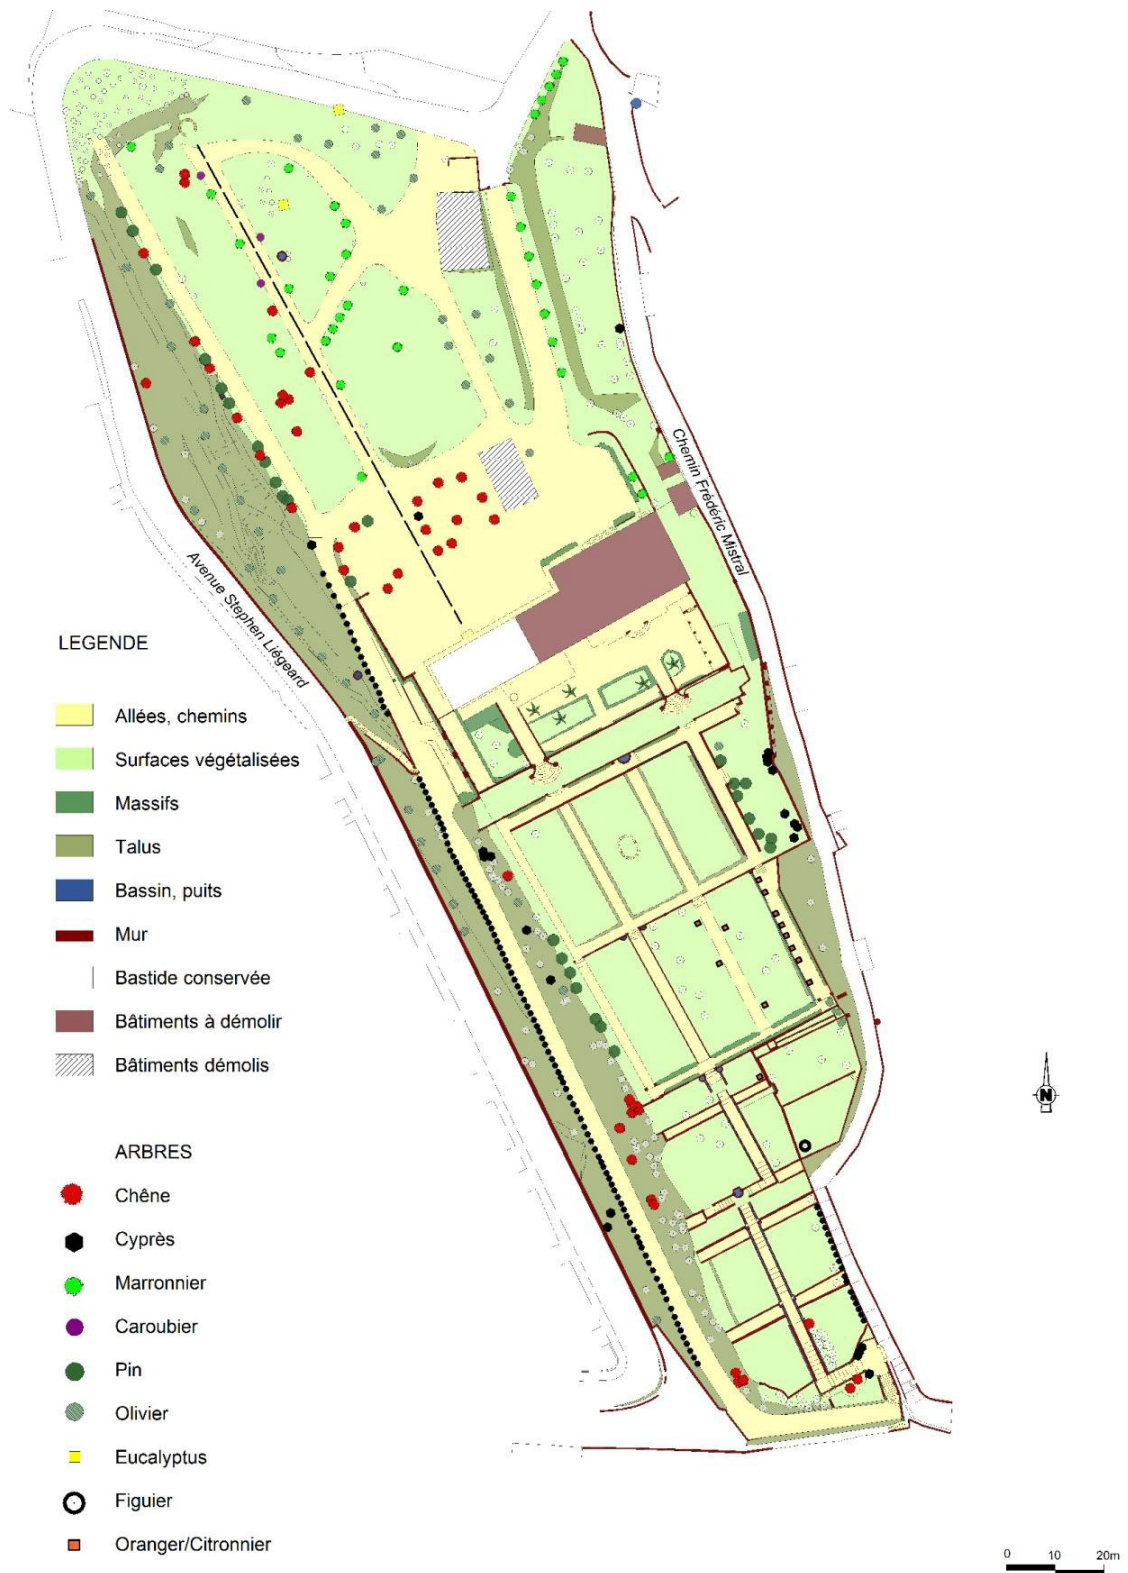 Chemin Frédéric Mistral
Avenue Stephen Liégeard
LEGENDE
Allées, chemins
Surfaces végétalisées
Massifs
Talus
Bassin, puits
Mur
Bastide conservée
Bâtiments à démolir
Bâtiments démolis
N
ARBRES
Chêne
Cyprès
Marronnier
Caroubier
Pin
Olivier
Eucalyptus
Figuier
Oranger/Citronnier
0 10 20m